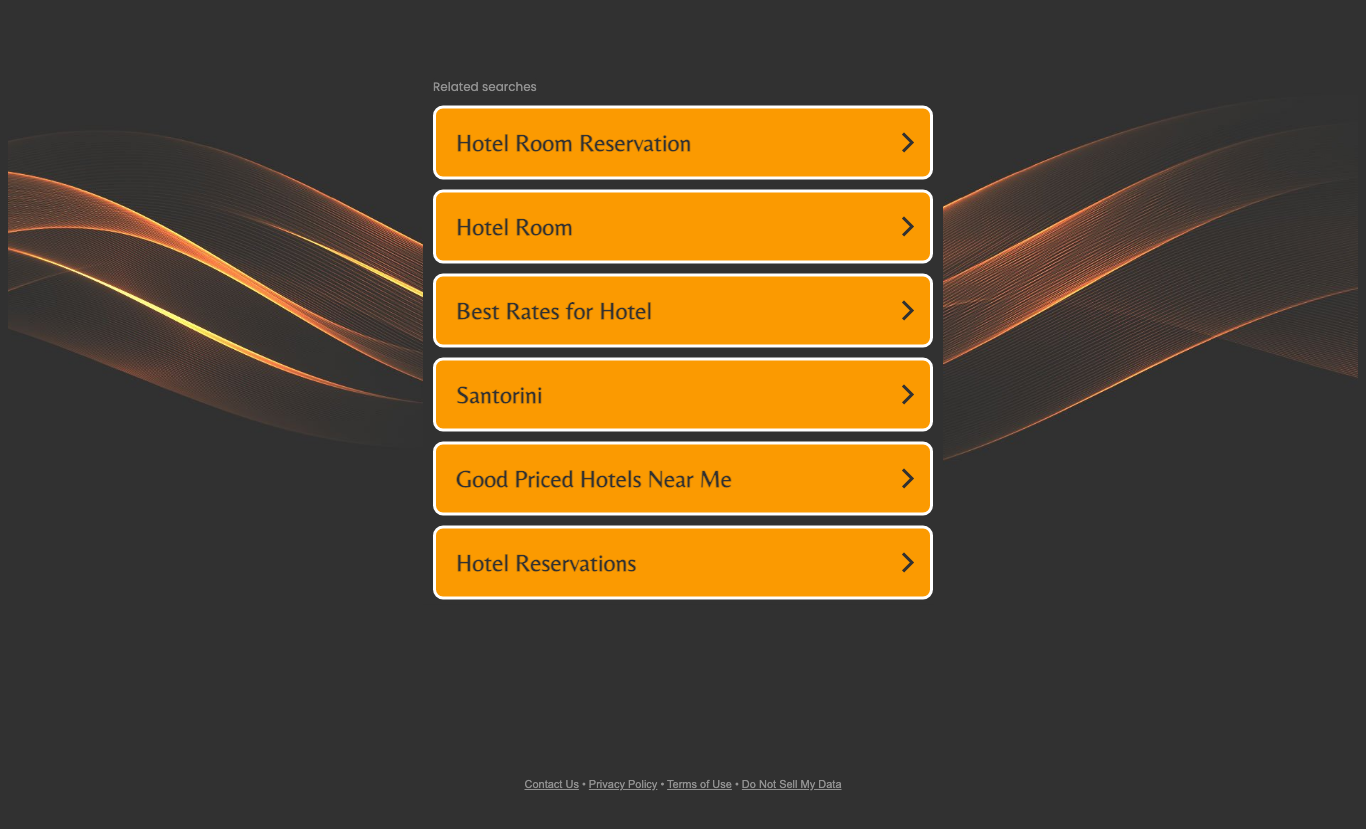 Related searches
Hotel Room Reservation
Hotel Room
Best Rates for Hotel
Santorini
Good Priced Hotels Near Me
Hotel Reservations
Contact Us • Privacy Policy • Terms of Use • Do Not Sell My Data